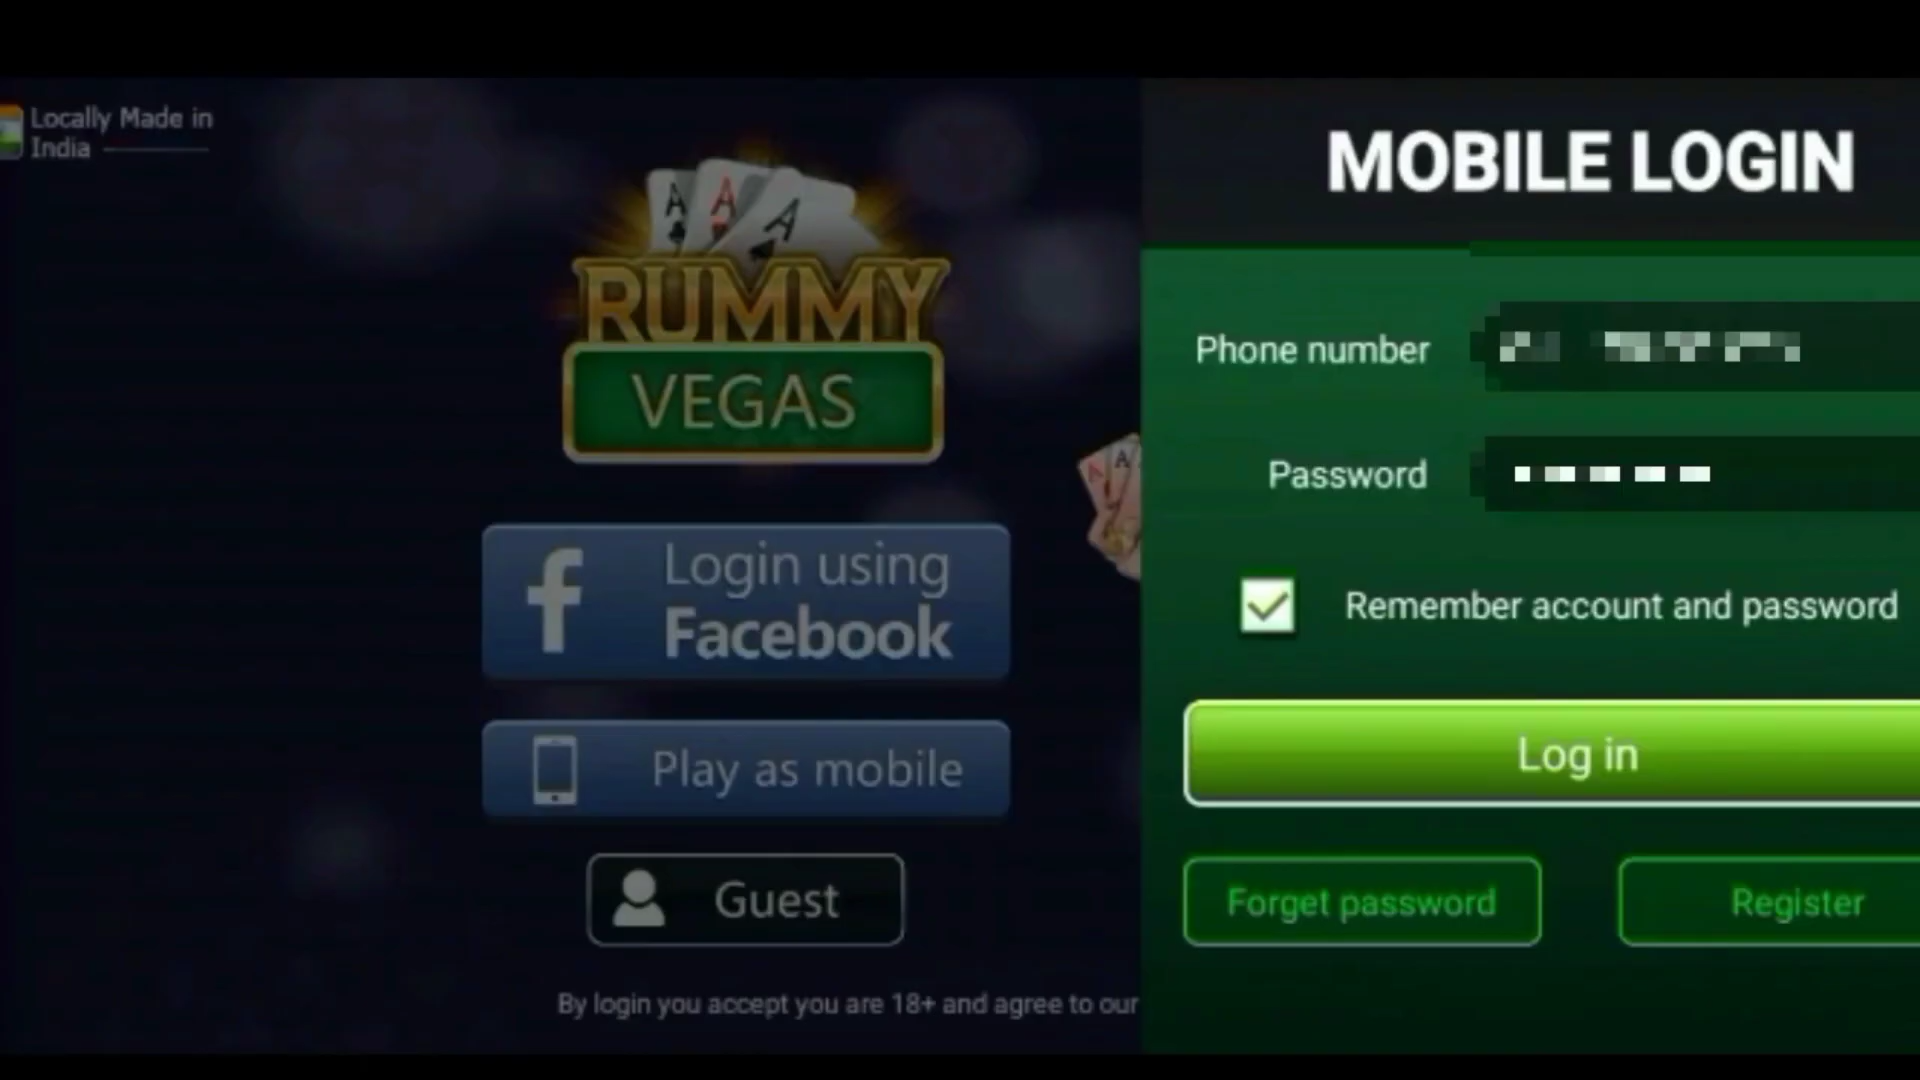 Locally Made in
India
A A A
RUMMY
VEGAS
f Login using
Facebook
Play as mobile
Guest
By login you accept you are 18+ and agree to our
A A
MOBILE LOGIN
Phone number
Password
Remember account and password
Log in
Forget password
Register